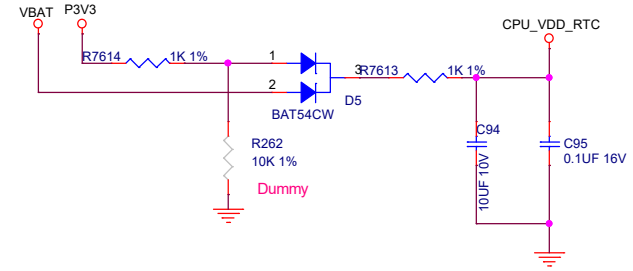 VBAT P3V3
CPU_VDD_RTC
R7614 1K 1%
1
3
R7613 1K 1%
2
D5
BAT54CW
R262
10K 1%
Dummy
C94
10UF 10V
C95
0.1UF 16V